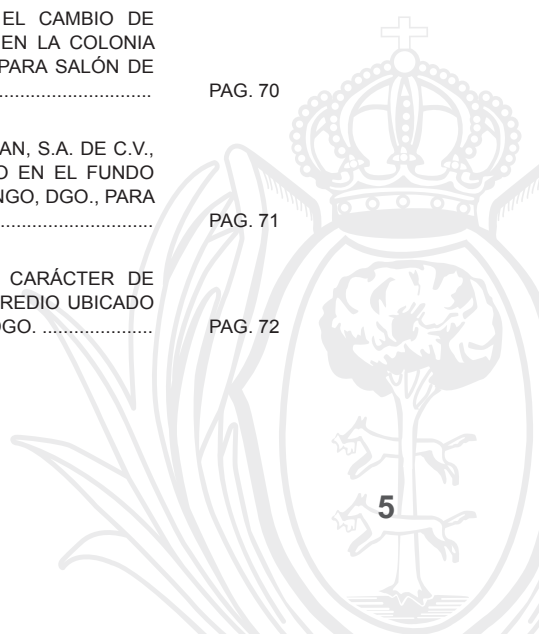 EL CAMBIO DE
EN LA COLONIA
PARA SALÓN DE
............................. PAG. 70
AN, S.A. DE C.V.,
O EN EL FUNDO
NGO, DGO., PARA
............................. PAG. 71
CARÁCTER DE
REDIO UBICADO
DGO. ..................... PAG. 72
5